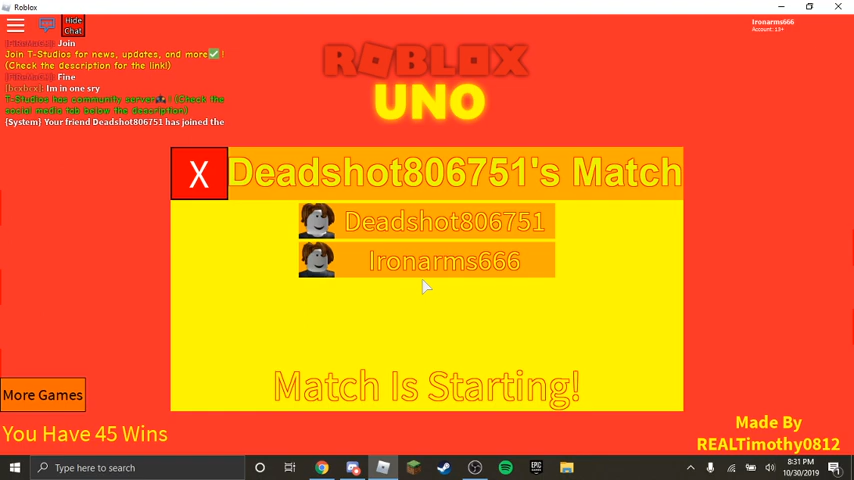 Roblox
Hide
Chat
Ironarms666
Account: 13+
Join
Join T-Studios for news, updates, and more✅!
(Check the description for the link!)
Fine
Im in one sry
T-Studios has community server! (Check the
social media tab below the description)
{System} Your friend Deadshot806751 has joined the
ROBLOX
UNO
X
Deadshot806751's Match
Deadshot806751
Ironarms666
Match Is Starting!
More Games
You Have 45 Wins
Made By
REALTimothy0812
Type here to search
EPIC
8:31 PM
10/30/2019